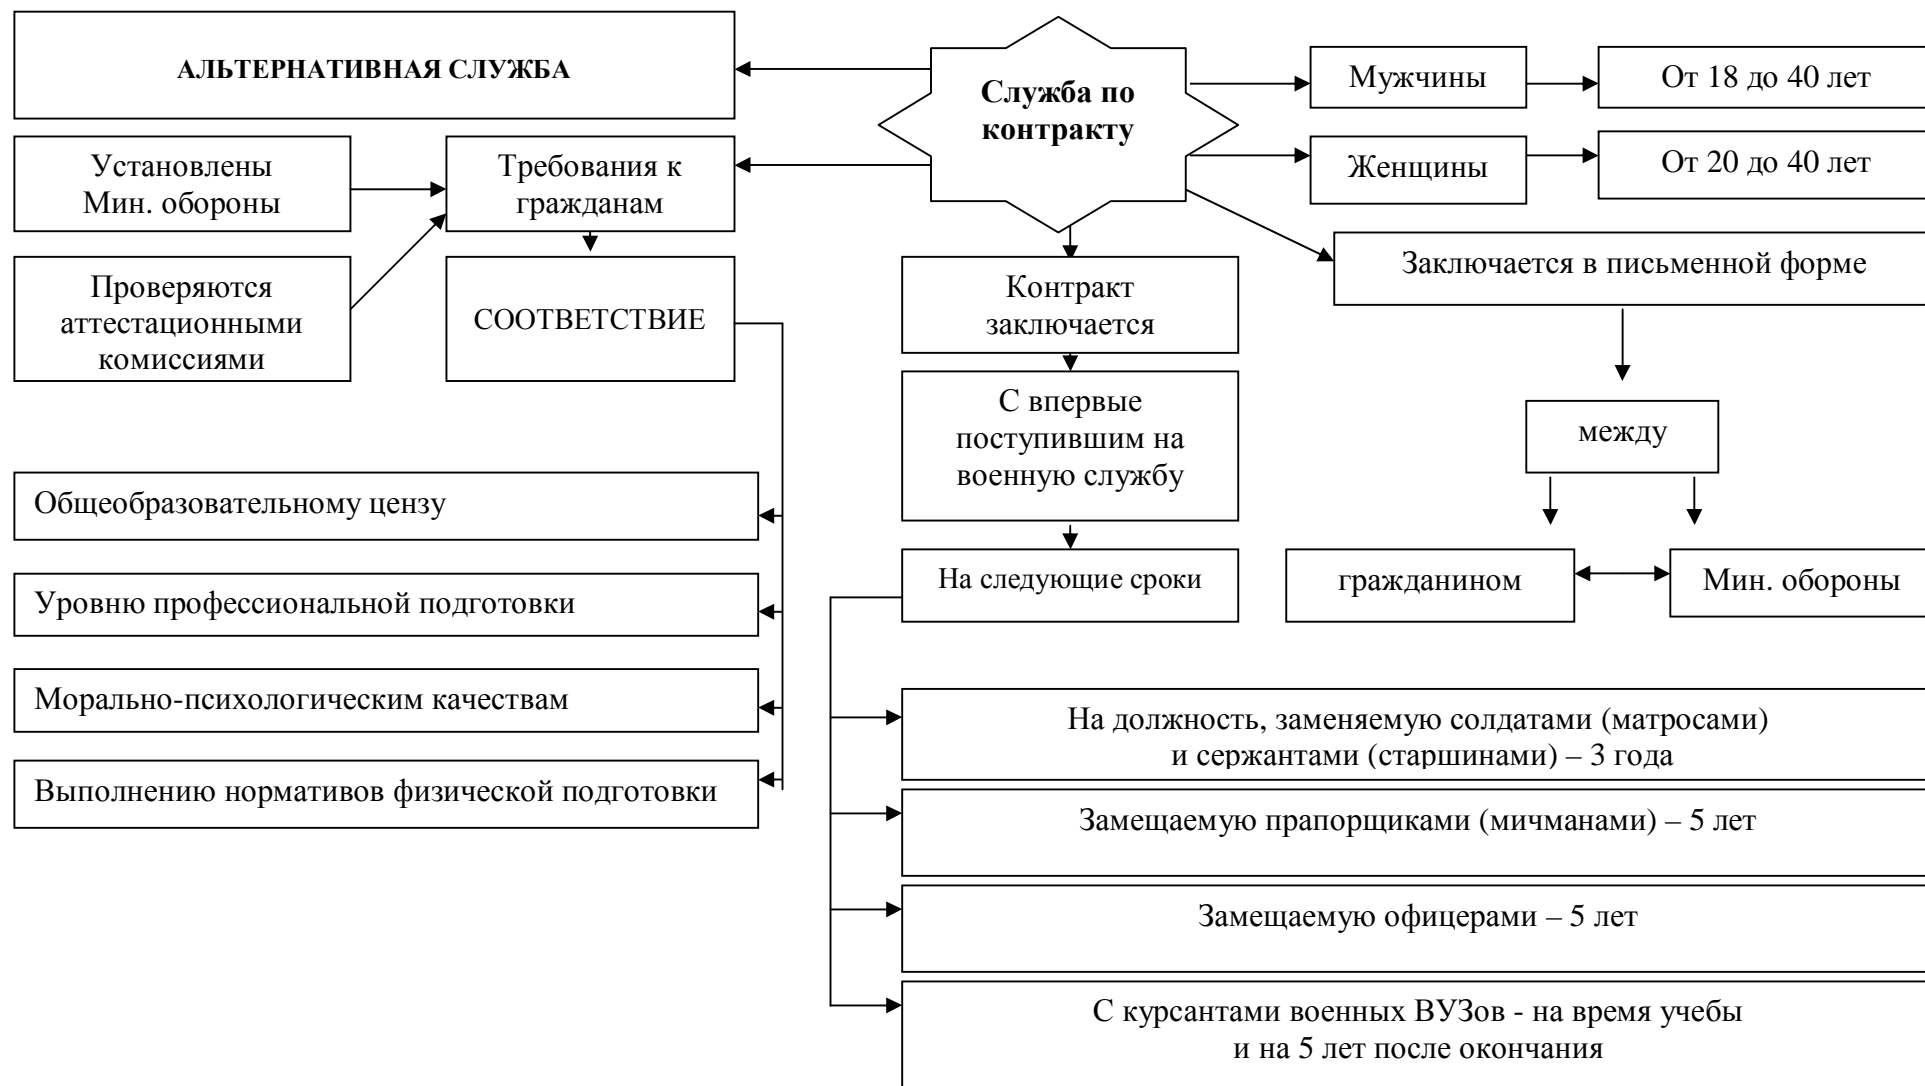 АЛЬТЕРНАТИВНАЯ СЛУЖБА
Служба по
контракту
Мужчины
От 18 до 40 лет
Женщины
От 20 до 40 лет
Установлены
Мин. обороны
Требования к
гражданам
Проверяются
аттестационными
комиссиями
СООТВЕТСТВИЕ
Контракт
заключается
Заключается в письменной форме
С впервые
поступившим на
военную службу
между
На следующие сроки
гражданином
Мин. обороны
Общеобразовательному цензу
Уровню профессиональной подготовки
Морально-психологическим качествам
Выполнению нормативов физической подготовки
На должность, заменяемую солдатами (матросами)
и сержантами (старшинами) – 3 года
Замещаемую прапорщиками (мичманами) – 5 лет
Замещаемую офицерами – 5 лет
С курсантами военных ВУЗов - на время учебы
и на 5 лет после окончания